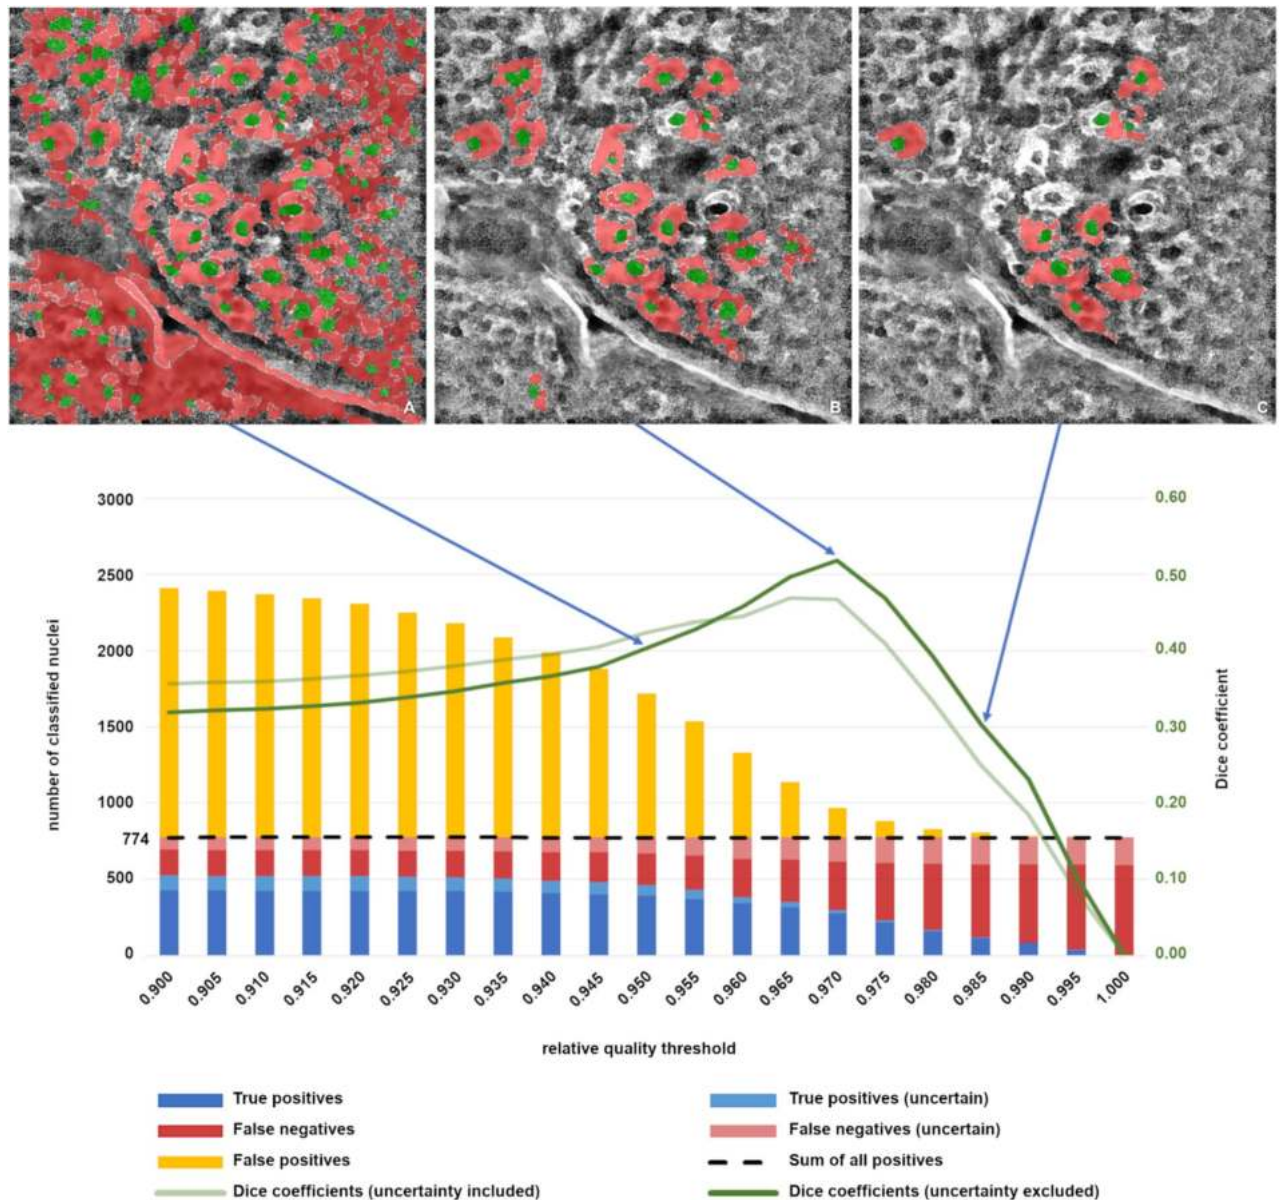 A
B
C
3000
2500
2000
1500
1000
774
500
0
number of classified nuclei
0.60
0.50
0.40
0.30
0.20
0.10
0.00
Dice coefficient
0.900
0.905
0.910
0.915
0.920
0.925
0.930
0.935
0.940
0.945
0.950
0.955
0.960
0.965
0.970
0.975
0.980
0.985
0.990
0.995
1.000
relative quality threshold
True positives
True positives (uncertain)
False negatives
False negatives (uncertain)
False positives
Sum of all positives
Dice coefficients (uncertainty included)
Dice coefficients (uncertainty excluded)